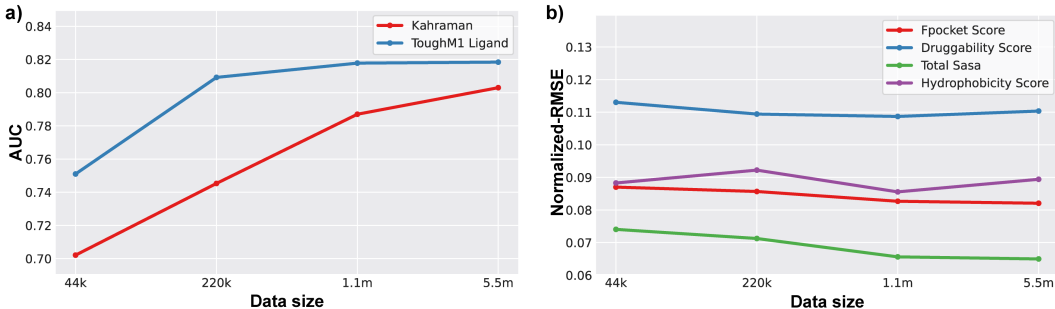 a)
AUC
0.84
0.82
0.80
0.78
0.76
0.74
0.72
0.70
Kahraman
ToughM1 Ligand
44k 220k 1.1m 5.5m
Data size
b)
Normalized-RMSE
0.13
0.12
0.11
0.10
0.09
0.08
0.07
0.06
Fpocket Score
Druggability Score
Total Sasa
Hydrophobicity Score
44k 220k 1.1m 5.5m
Data size